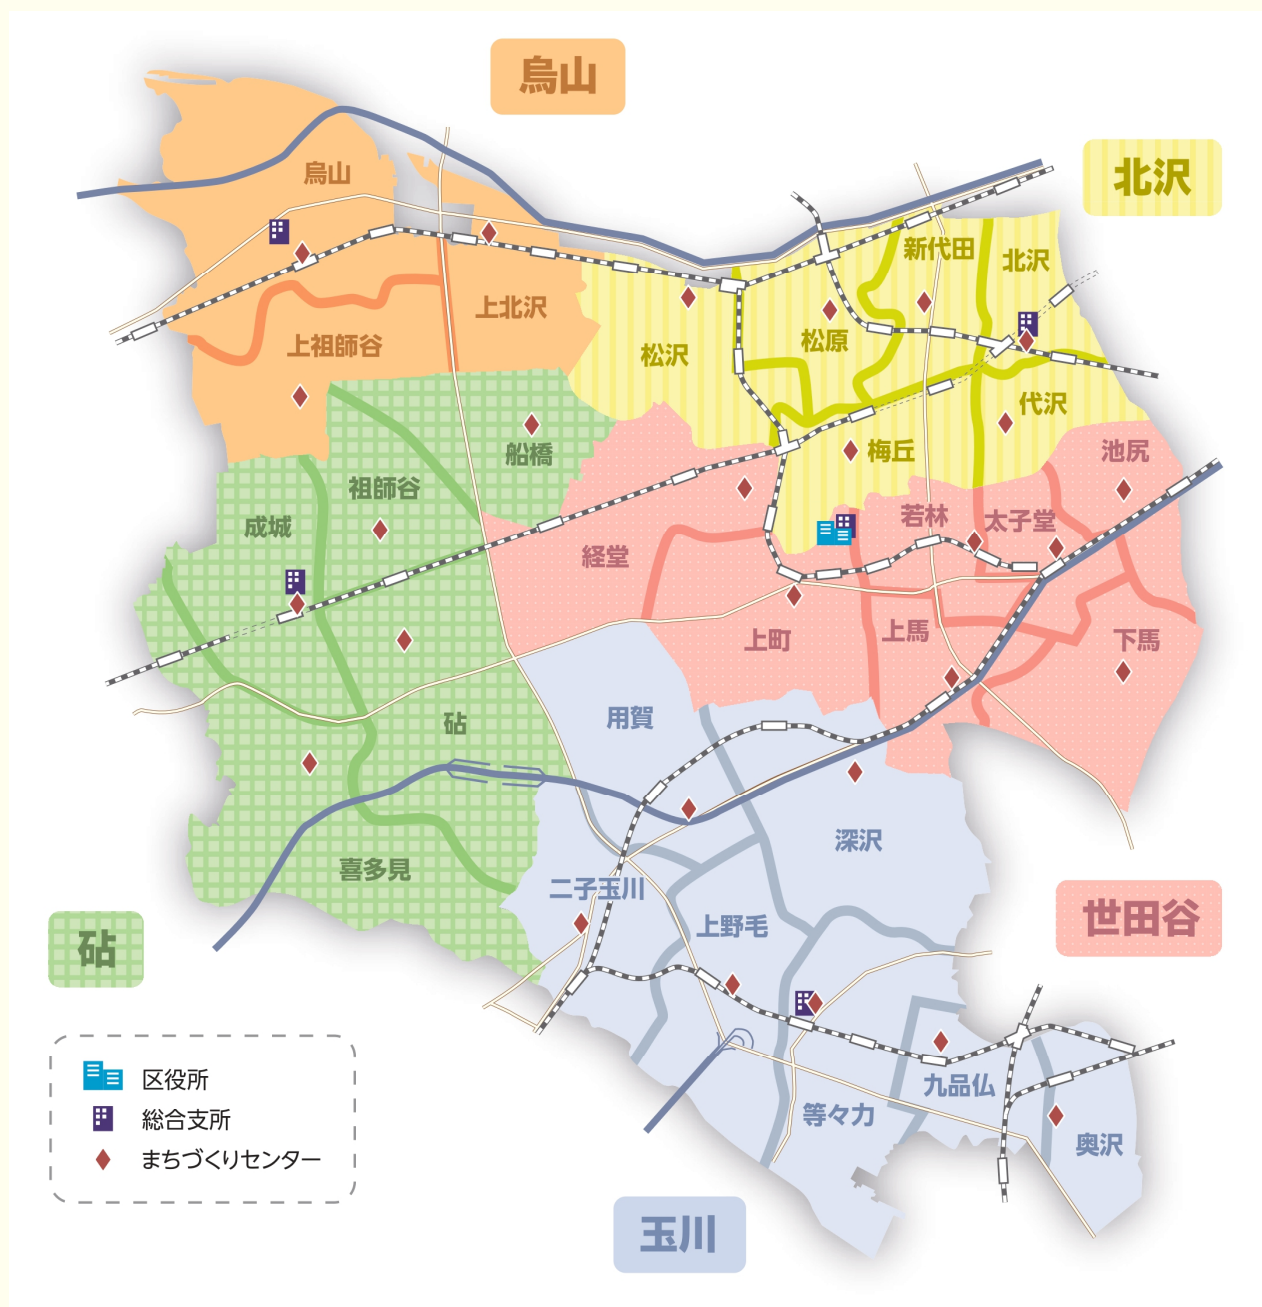 烏山
北沢
烏山
新代田
北沢
上北沢
上祖師谷
松沢
松原
代沢
船橋
梅丘
池尻
祖師谷
成城
若林
太子堂
経堂
上町
上馬
下馬
用賀
砧
深沢
喜多見
二子玉川
上野毛
世田谷
砧
九品仏
等々力
奥沢
玉川
区役所
総合支所
まちづくりセンター